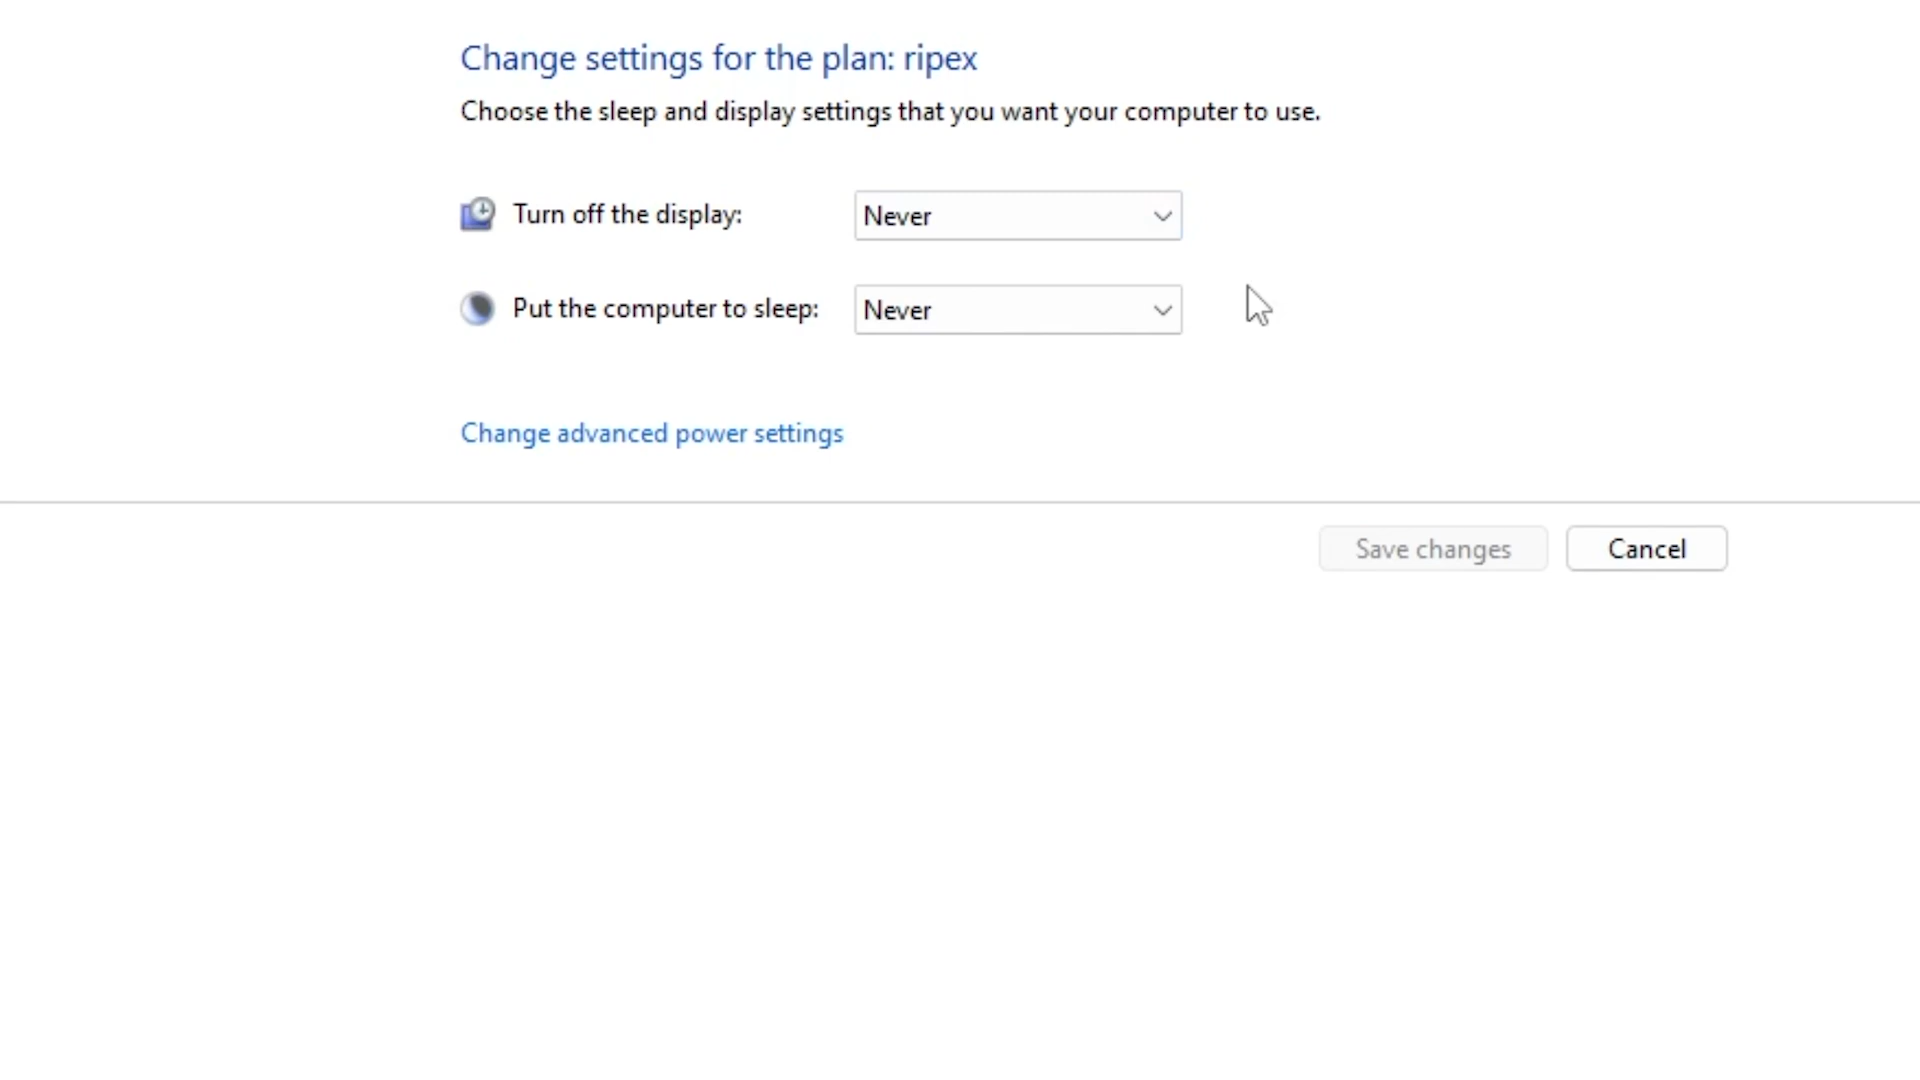 Change settings for the plan: ripex
Choose the sleep and display settings that you want your computer to use.
Turn off the display: Never
Put the computer to sleep: Never
Change advanced power settings
Save changes Cancel